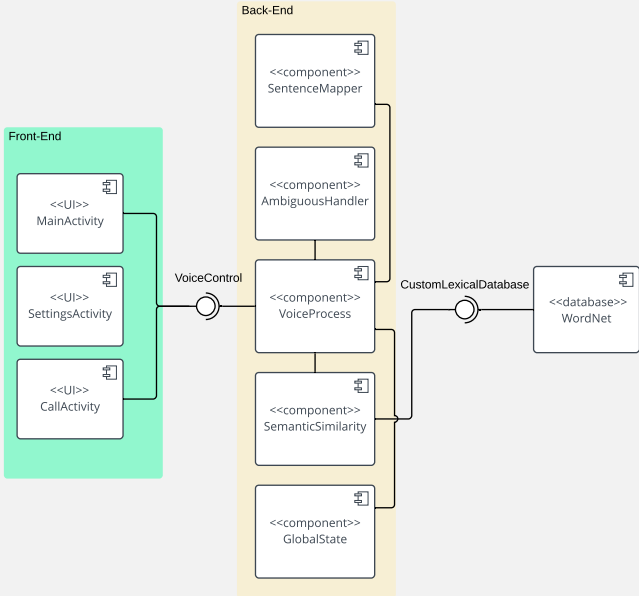 Back-End
<<component>>
SentenceMapper
Front-End
<<UI>>
MainActivity
<<component>>
AmbiguousHandler
VoiceControl
<<UI>>
SettingsActivity
<<component>>
VoiceProcess
CustomLexicalDatabase
<<database>>
WordNet
<<UI>>
CallActivity
<<component>>
SemanticSimilarity
<<component>>
GlobalState